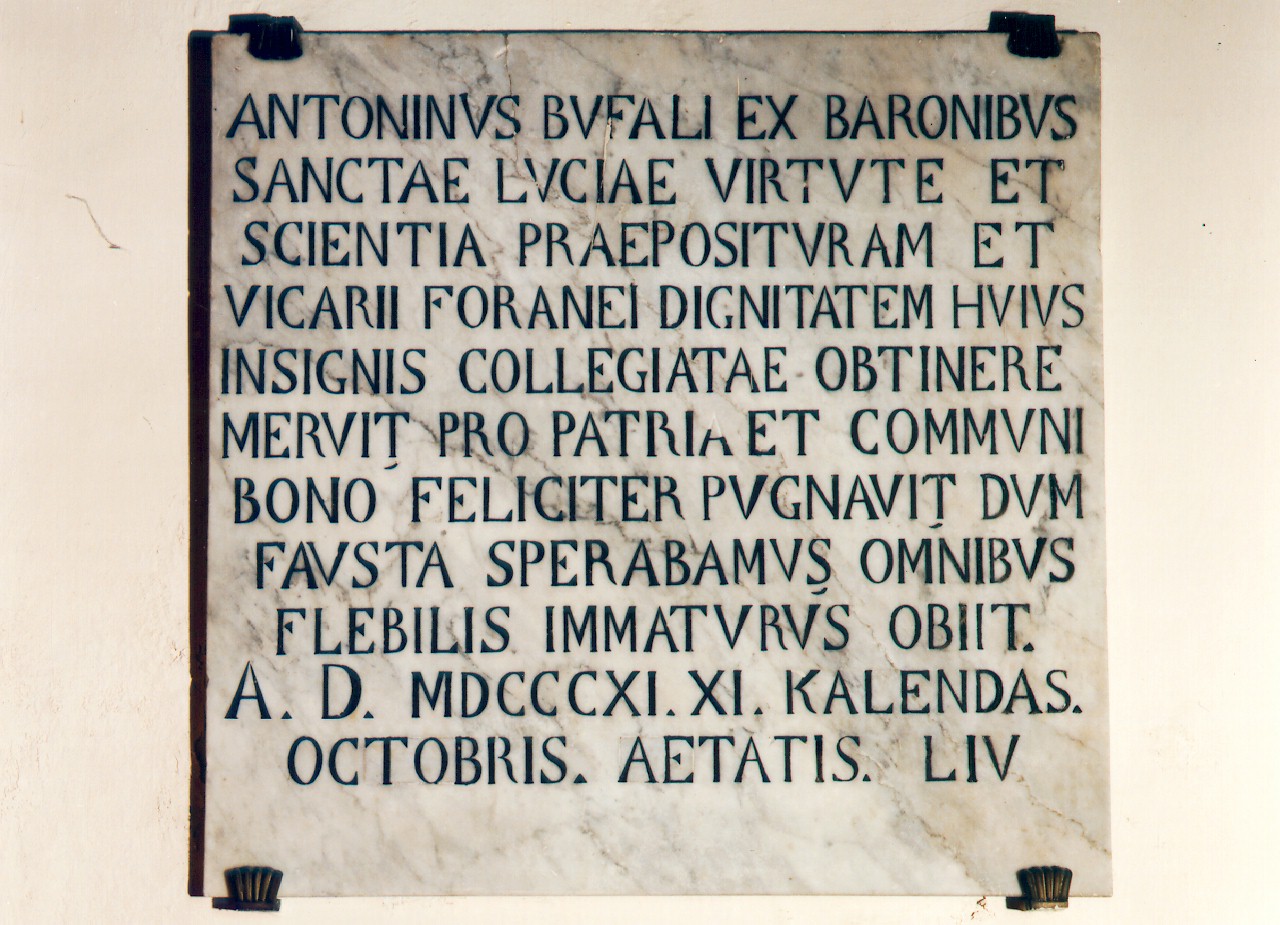 ANTONINVS BVFALI EX BARONIBVS
SANCTAE LVCIAE VIRTVTE ET
SCIENTIA PRAEPOSITVRAM ET
VICARII FORANEI DIGNITATEM HVIVS
INSIGNIS COLLEGIATAE OBTINERE
MERVIT PRO PATRIA ET COMMVNI
BONO FELICITER PVGNAVIT DVM
FAVSTA SPERABAMVS OMNIBVS
FLEBILIS IMMATVRVS OBIIT.
A. D. MDCCCXI. XI. KALENDAS.
OCTOBRIS. AETATIS. LIV